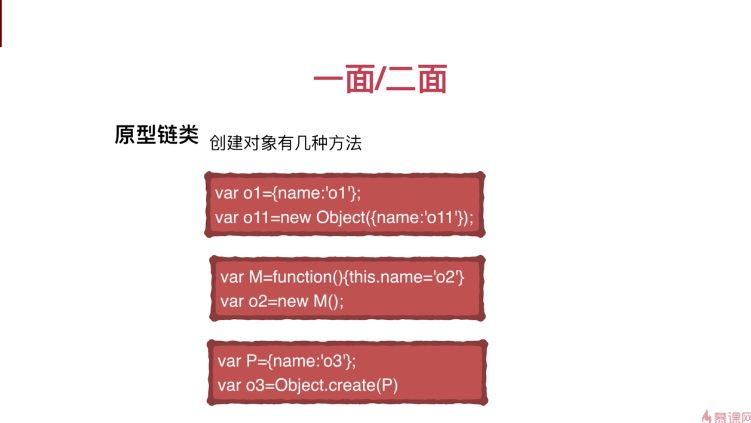 一面/二面
原型链类 创建对象有几种方法
var o1={name:'o1'};
var o11=new Object({name:'o11'});
var M=function(){this.name='o2'}
var o2=new M();
var P={name:'o3'};
var o3=Object.create(P)
慕课网